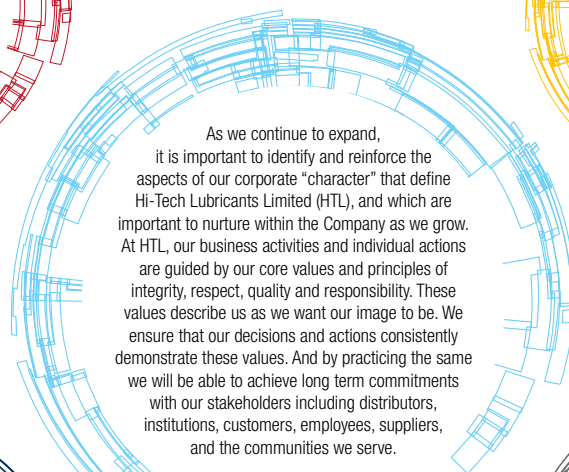 As we continue to expand,
it is important to identify and reinforce the
aspects of our corporate “character” that define
Hi-Tech Lubricants Limited (HTL), and which are
important to nurture within the Company as we grow.
At HTL, our business activities and individual actions
are guided by our core values and principles of
integrity, respect, quality and responsibility. These
values describe us as we want our image to be. We
ensure that our decisions and actions consistently
demonstrate these values. And by practicing the same
we will be able to achieve long term commitments
with our stakeholders including distributors,
institutions, customers, employees, suppliers,
and the communities we serve.